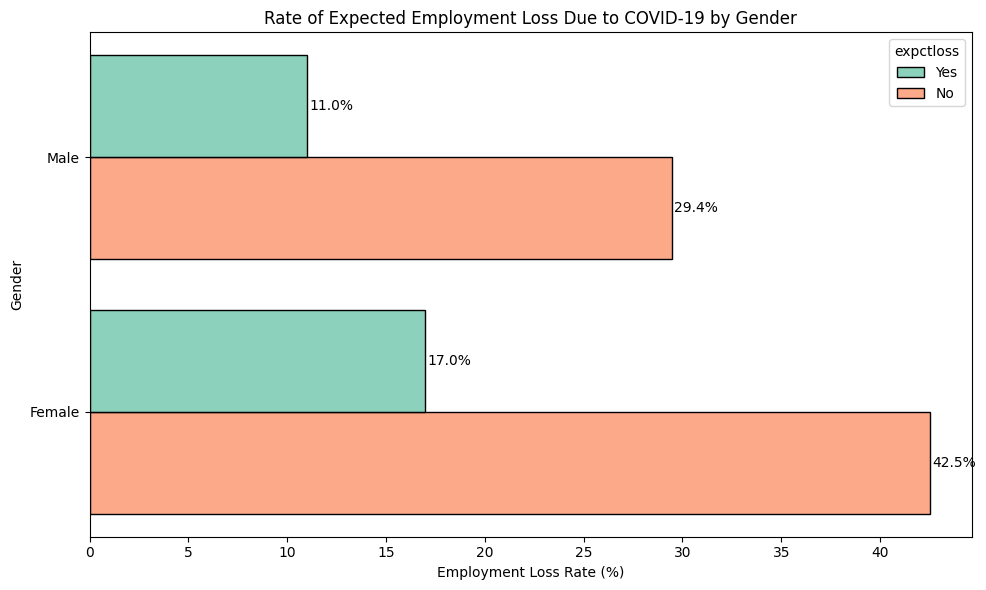 Rate of Expected Employment Loss Due to COVID-19 by Gender
expctloss
Yes
No
11.0%
Male
29.4%
Gender
17.0%
Female
42.5%
0 5 10 15 20 25 30 35 40
Employment Loss Rate (%)